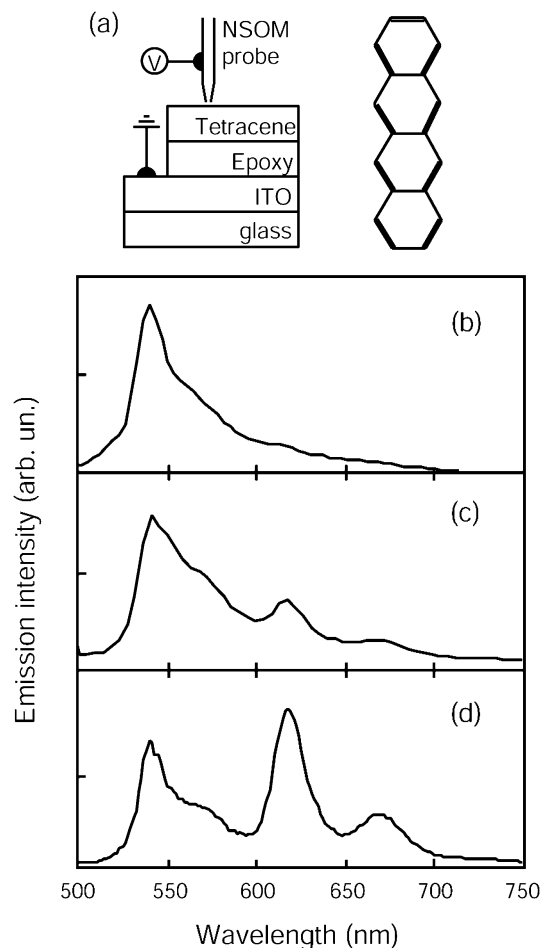 (a)
NSOM
probe
V
Tetracene
Epoxy
ITO
glass
(b)
(c)
(d)
Emission intensity (arb. un.)
500 550 600 650 700 750
Wavelength (nm)